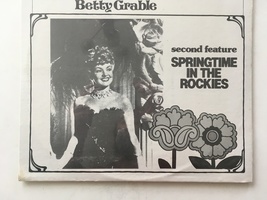 Betty Grable
second feature
SPRINGTIME
IN THE
ROCKIES